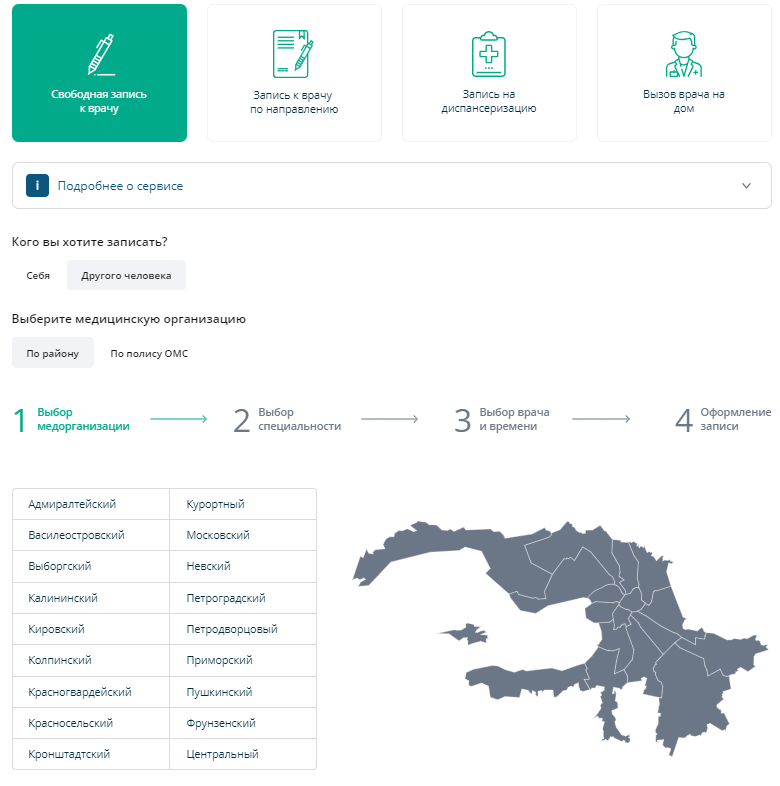 Свободная запись
к врачу
Запись к врачу
по направлению
Запись на
диспансеризацию
Вызов врача на
дом
i Подробнее о сервисе
Кого вы хотите записать?
Себя Другого человека
Выберите медицинскую организацию
По району По полису ОМС
1 Выбор
медорганизации
2 Выбор
специальности
3 Выбор врача
и времени
4 Оформление
записи
Адмиралтейский Курортный
Василеостровский Московский
Выборгский Невский
Калининский Петроградский
Кировский Петродворцовый
Колпинский Приморский
Красногвардейский Пушкинский
Красносельский Фрунзенский
Кронштадтский Центральный